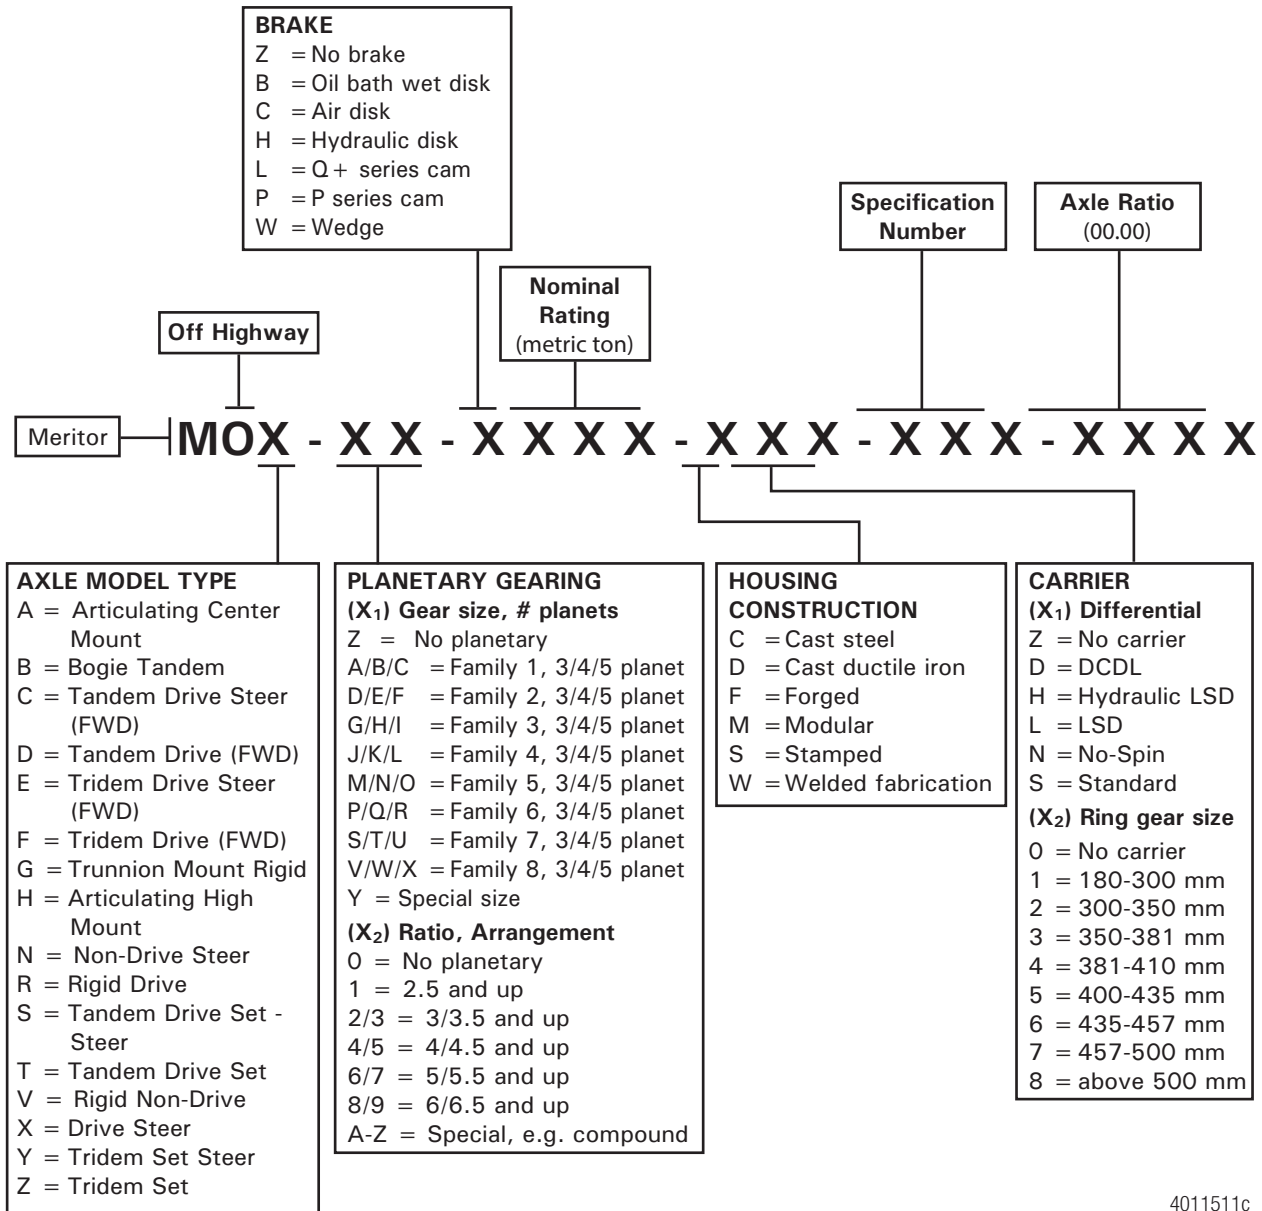 BRAKE
Z = No brake
B = Oil bath wet disk
C = Air disk
H = Hydraulic disk
L = Q+ series cam
P = P series cam
W = Wedge
Specification
Number
Axle Ratio
(00.00)
Nominal
Rating
(metric ton)
Off Highway
Meritor
MOX - XX - XXXX - XXX - XXX - XXXX
AXLE MODEL TYPE
A = Articulating Center
Mount
B = Bogie Tandem
C = Tandem Drive Steer
(FWD)
D = Tandem Drive (FWD)
E = Tridem Drive Steer
(FWD)
F = Tridem Drive (FWD)
G = Trunnion Mount Rigid
H = Articulating High
Mount
N = Non-Drive Steer
R = Rigid Drive
S = Tandem Drive Set -
Steer
T = Tandem Drive Set
V = Rigid Non-Drive
X = Drive Steer
Y = Tridem Set Steer
Z = Tridem Set
PLANETARY GEARING
(X₁) Gear size, # planets
Z = No planetary
A/B/C = Family 1, 3/4/5 planet
D/E/F = Family 2, 3/4/5 planet
G/H/I = Family 3, 3/4/5 planet
J/K/L = Family 4, 3/4/5 planet
M/N/O = Family 5, 3/4/5 planet
P/Q/R = Family 6, 3/4/5 planet
S/T/U = Family 7, 3/4/5 planet
V/W/X = Family 8, 3/4/5 planet
Y = Special size
(X₂) Ratio, Arrangement
0 = No planetary
1 = 2.5 and up
2/3 = 3/3.5 and up
4/5 = 4/4.5 and up
6/7 = 5/5.5 and up
8/9 = 6/6.5 and up
A-Z = Special, e.g. compound
HOUSING
CONSTRUCTION
C = Cast steel
D = Cast ductile iron
F = Forged
M = Modular
S = Stamped
W = Welded fabrication
CARRIER
(X₁) Differential
Z = No carrier
D = DCDL
H = Hydraulic LSD
L = LSD
N = No-Spin
S = Standard
(X₂) Ring gear size
0 = No carrier
1 = 180-300 mm
2 = 300-350 mm
3 = 350-381 mm
4 = 381-410 mm
5 = 400-435 mm
6 = 435-457 mm
7 = 457-500 mm
8 = above 500 mm
4011511c